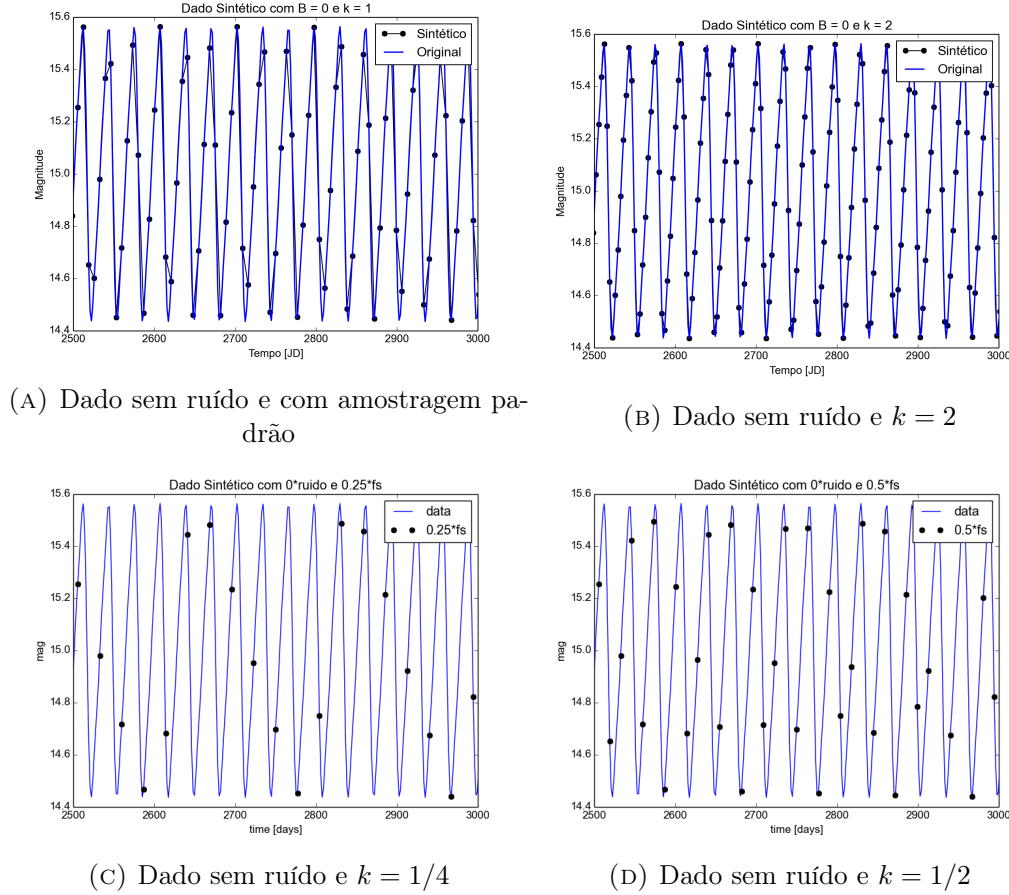 Dado Sintético com B = 0 e k = 1
Sintético
Original
15.6
15.4
15.2
15.0
14.8
14.6
14.4
Magnitude
2500 2600 2700 2800 2900 3000
Tempo [JD]
(A) Dado sem ruído e com amostragem pa-
drão
Dado Sintético com B = 0 e k = 2
Sintético
Original
15.6
15.4
15.2
15.0
14.8
14.6
14.4
Magnitude
2500 2600 2700 2800 2900 3000
Tempo [JD]
(B) Dado sem ruído e k = 2
Dado Sintético com 0*ruido e 0.25*fs
data
0.25*fs
15.6
15.4
15.2
15.0
14.8
14.6
14.4
mag
2500 2600 2700 2800 2900 3000
time [days]
(C) Dado sem ruído e k = 1/4
Dado Sintético com 0*ruido e 0.5*fs
data
0.5*fs
15.6
15.4
15.2
15.0
14.8
14.6
14.4
mag
2500 2600 2700 2800 2900 3000
time [days]
(D) Dado sem ruído e k = 1/2